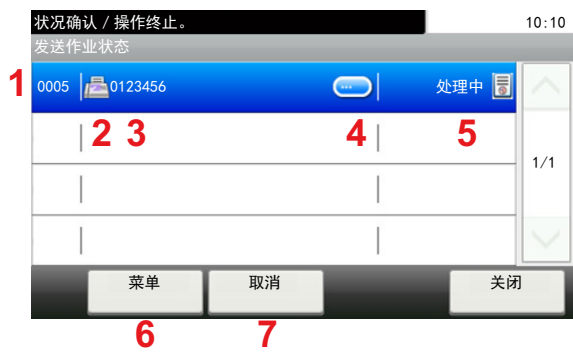 状况确认 / 操作终止。 10:10
发送作业状态
1 0005 0123456 处理中
2 3 4 5
1/1
菜单 取消 关闭
6 7